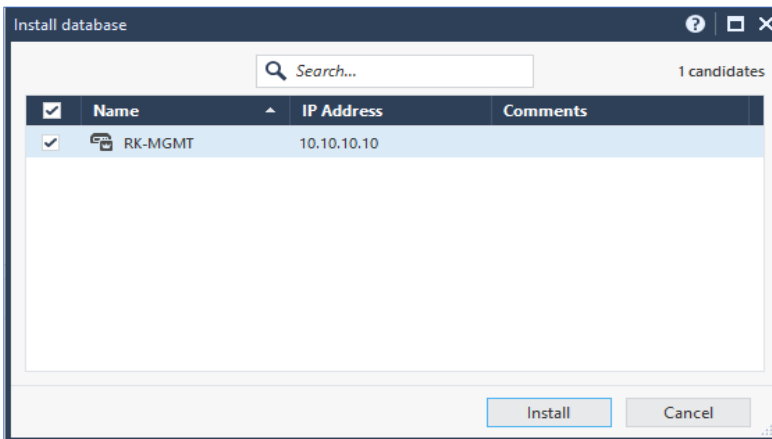 Install database
Search... 1 candidates
Name IP Address Comments
RK-MGMT 10.10.10.10
Install Cancel